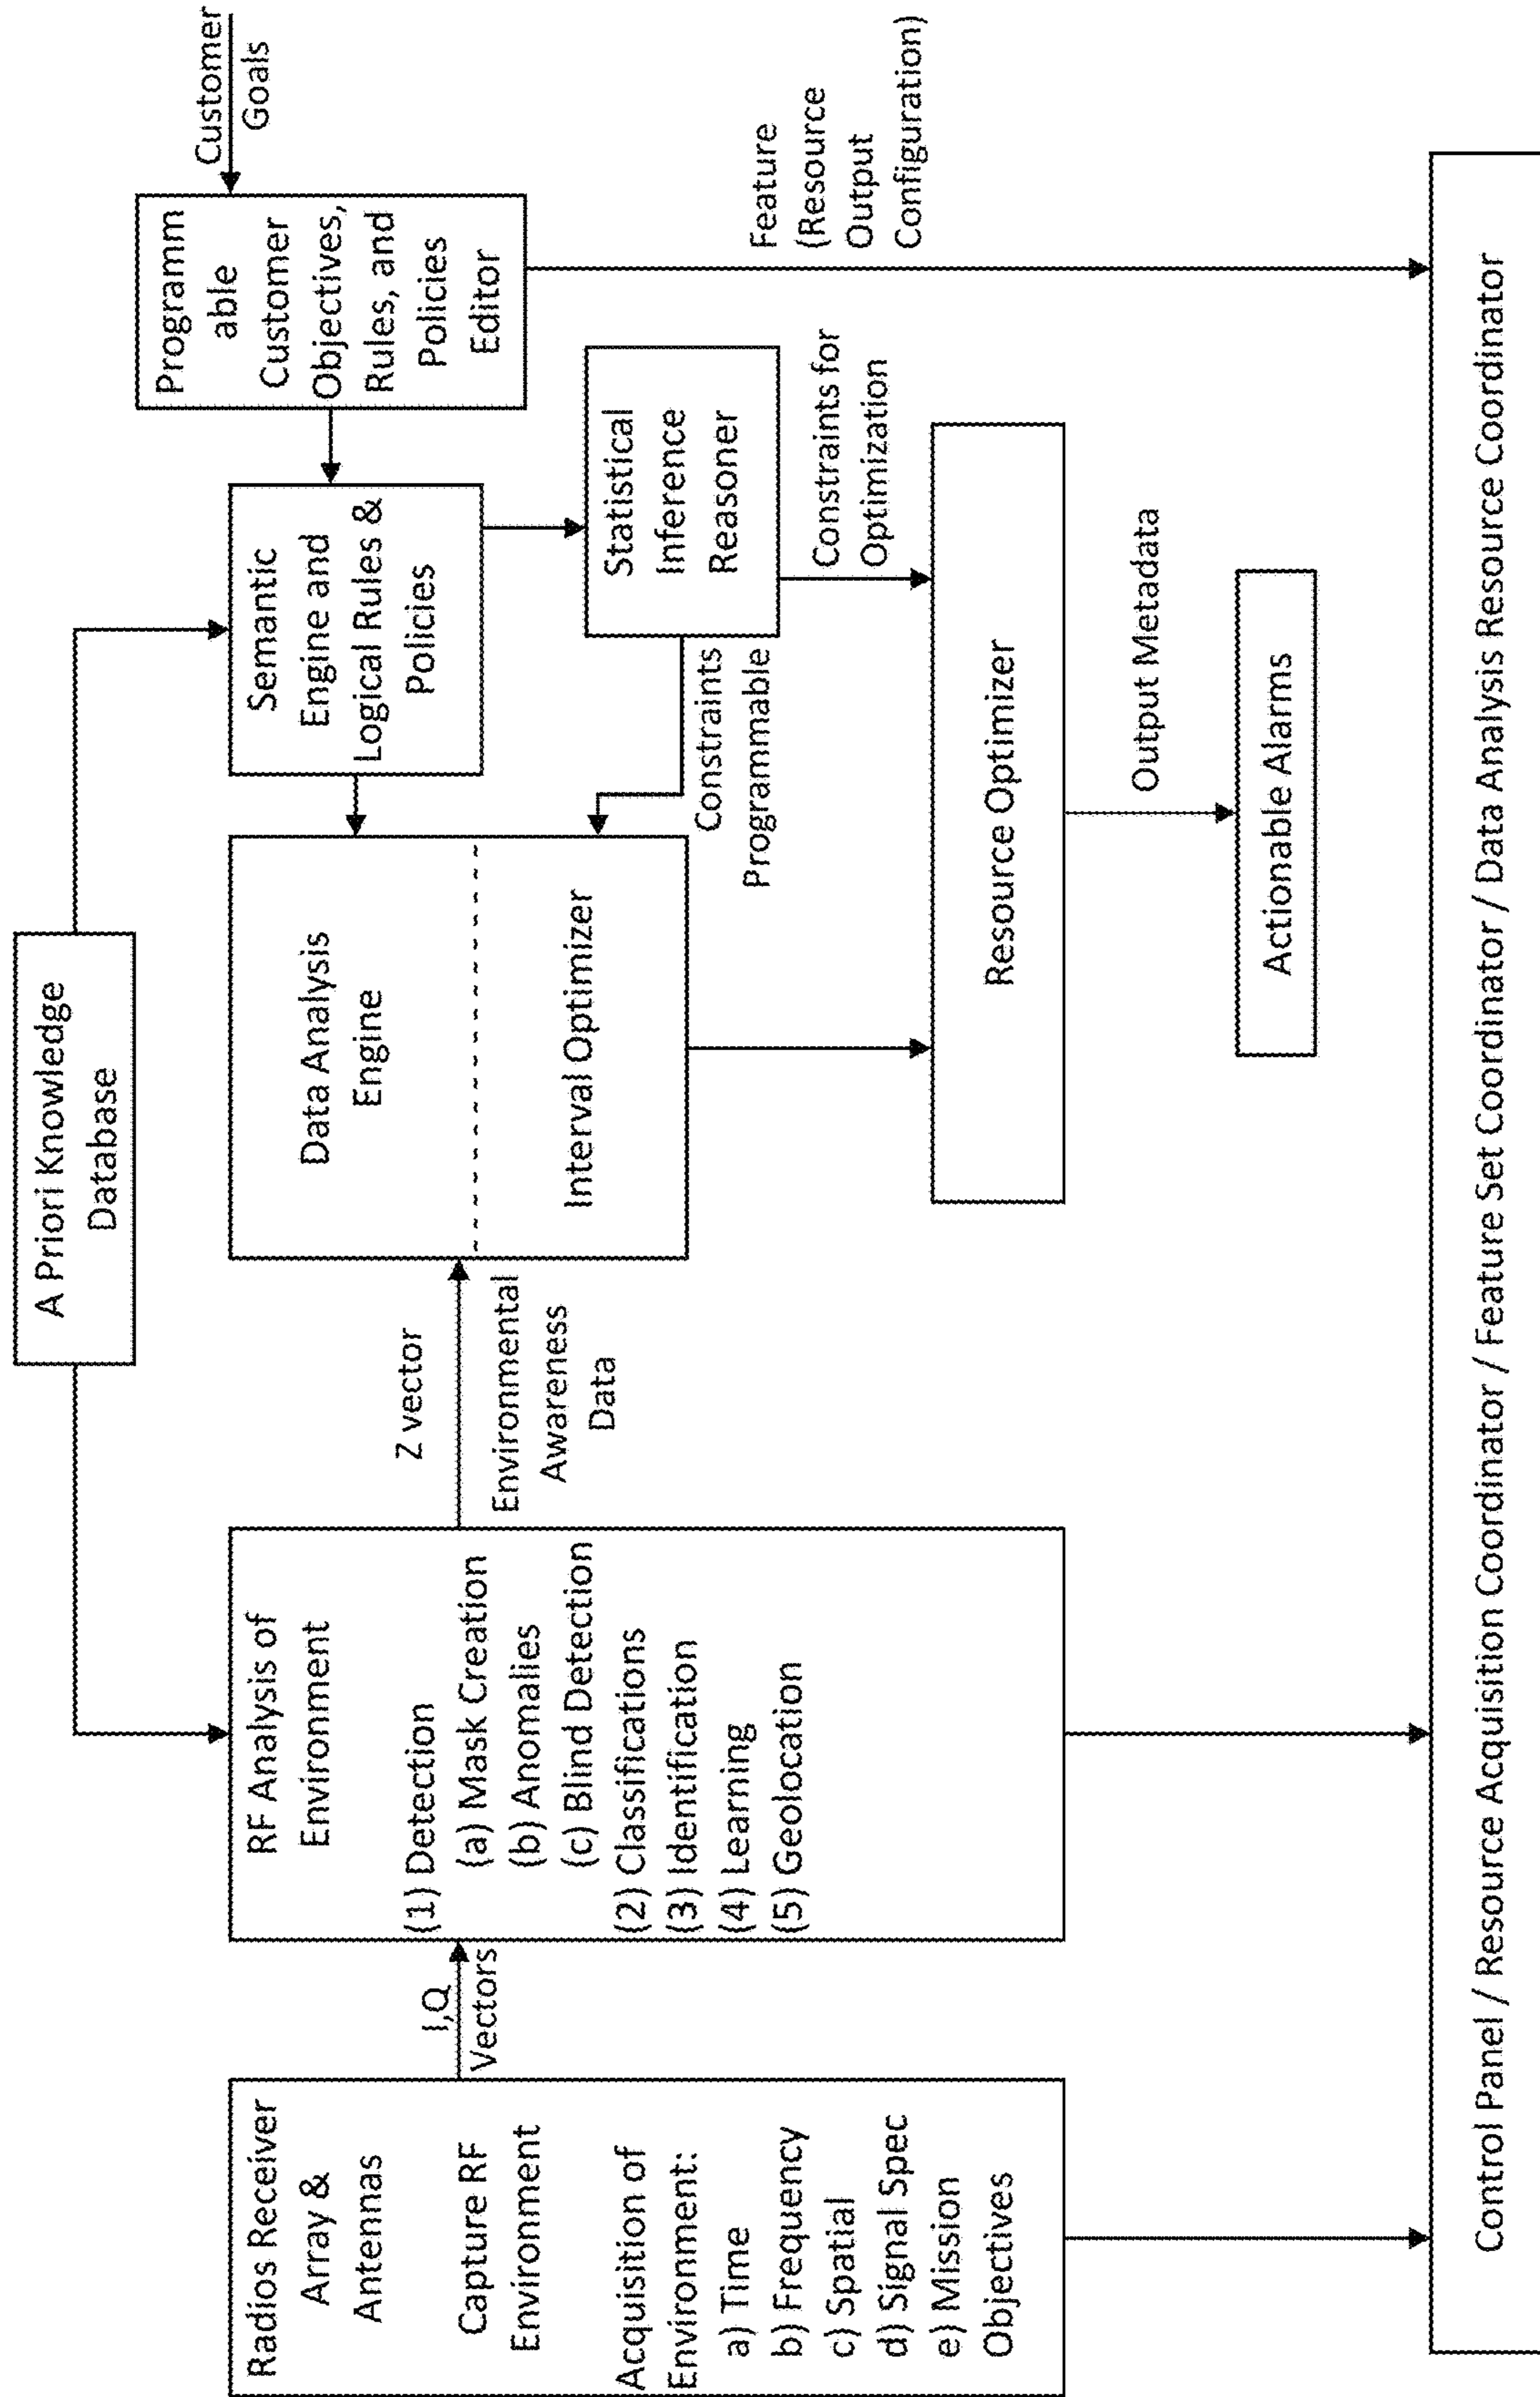 A Priori Knowledge
Database
Radios Receiver
Array &
Antennas
Capture RF
Environment
Acquisition of
Environment:
a) Time
b) Frequency
c) Spatial
d) Signal Spec
e) Mission
Objectives
I,Q
Vectors
RF Analysis of
Environment
(1) Detection
(a) Mask Creation
(b) Anomalies
(c) Blind Detection
(2) Classifications
(3) Identification
(4) Learning
(5) Geolocation
Z vector
Environmental
Awareness
Data
Data Analysis
Engine
Interval Optimizer
Semantic
Engine and
Logical Rules &
Policies
Programm
able
Customer
Objectives,
Rules, and
Policies
Editor
Customer
Goals
Statistical
Inference
Reasoner
Constraints
Programmable
Constraints for
Optimization
Feature
(Resource
Output
Configuration)
Resource Optimizer
Output Metadata
Actionable Alarms
Control Panel / Resource Acquisition Coordinator / Feature Set Coordinator / Data Analysis Resource Coordinator